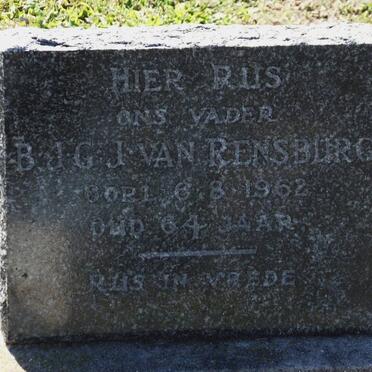 HIER RUS
ONS VADER
B.J.G.J. VAN RENSBURG
OORL. 6.8.1962
OUD 64 JAAR
RUS IN VREDE